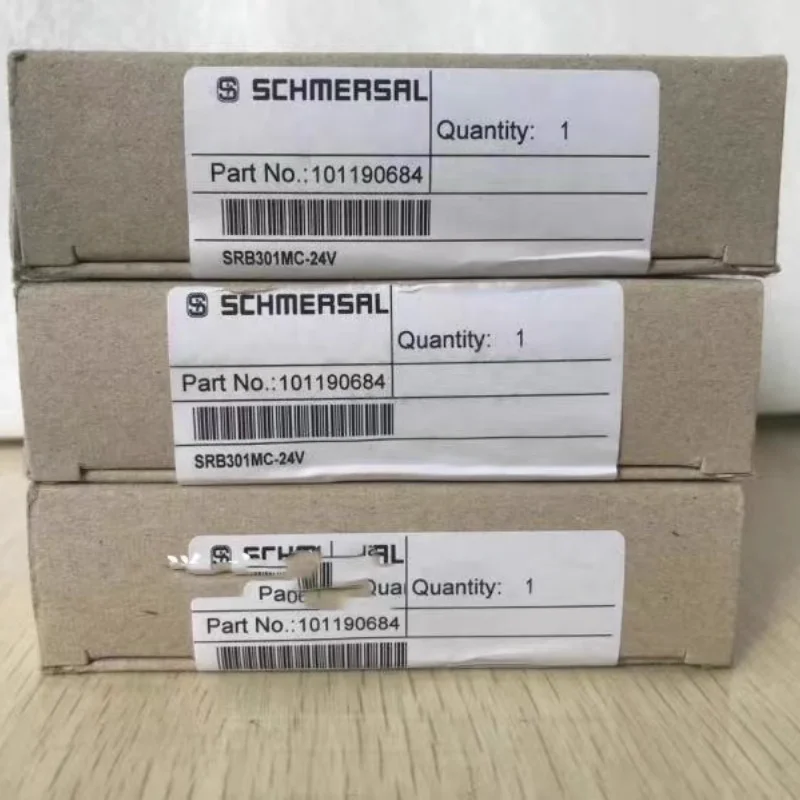 SCHMERSAL
Quantity: 1
Part No.:101190684
SRB301MC-24V
SCHMERSAL
Quantity: 1
Part No.:101190684
SRB301MC-24V
Quantity: 1
Part No.:101190684